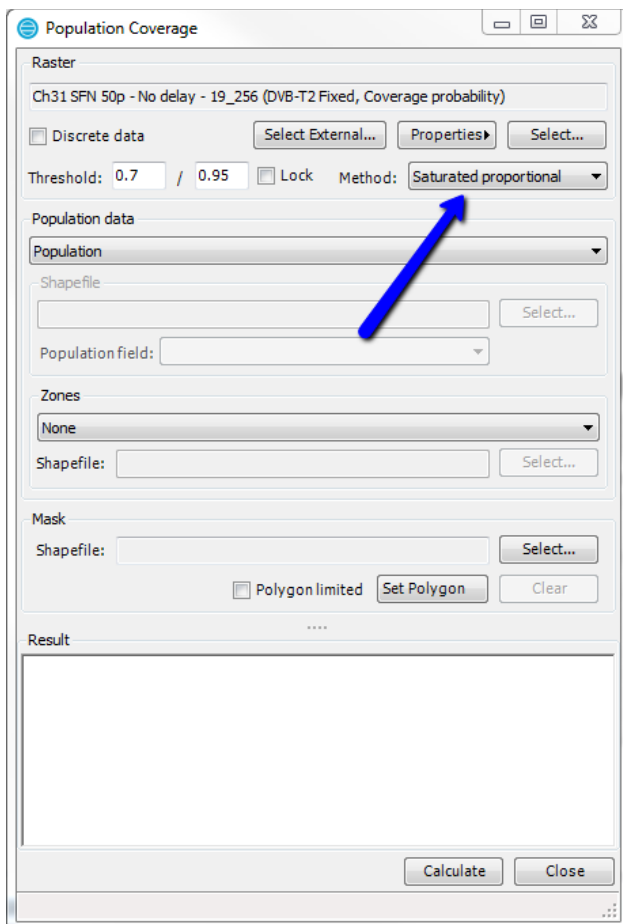 Population Coverage
Raster
Ch31 SFN 50p - No delay - 19_256 (DVB-T2 Fixed, Coverage probability)
Discrete data Select External... Properties Select...
Threshold: 0.7 / 0.95 Lock Method: Saturated proportional
Population data
Population
Shapefile
Select...
Population field:
Zones
None
Shapefile: Select...
Mask
Shapefile: Select...
Polygon limited Set Polygon Clear
Result
Calculate Close